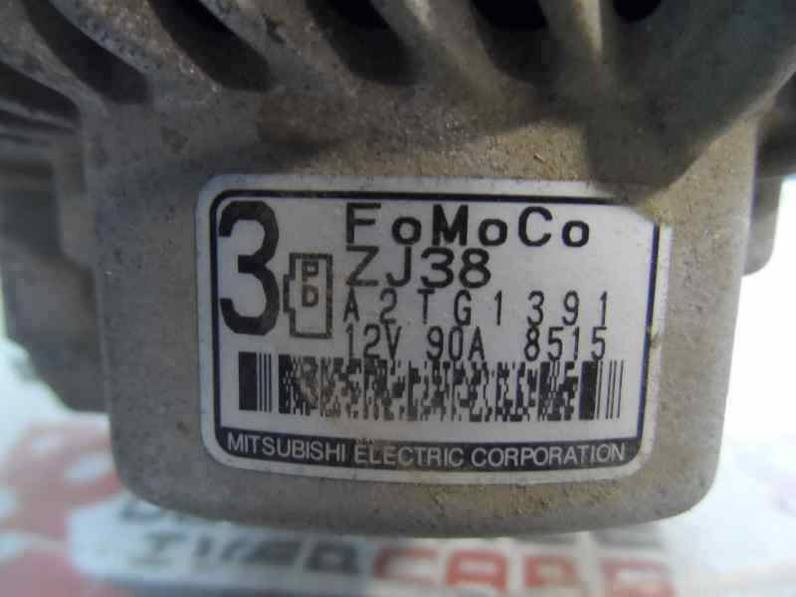 3
FoMoCo
ZJ38
P
D
A2TG1391
12V 90A 8515
MITSUBISHI ELECTRIC CORPORATION